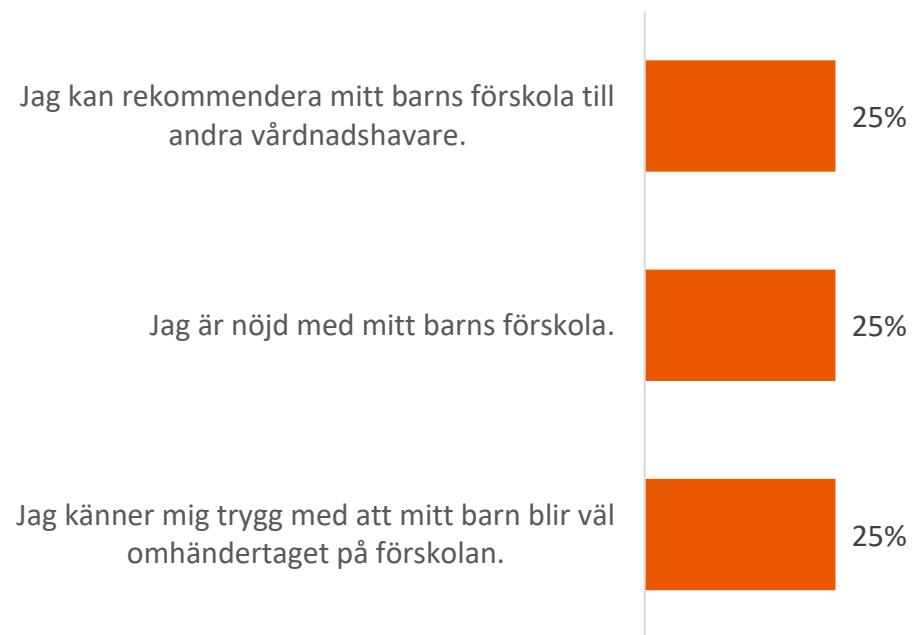 Jag kan rekommendera mitt barns förskola till
andra vårdnadshavare.
25%
Jag är nöjd med mitt barns förskola.
25%
Jag känner mig trygg med att mitt barn blir väl
omhändertaget på förskolan.
25%